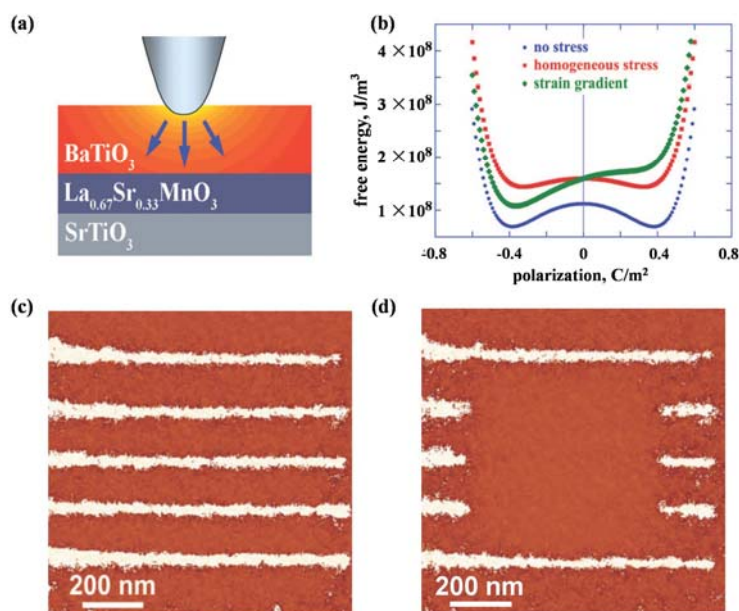 (a)
BaTiO₃
La₀.₆₇Sr₀.₃₃MnO₃
SrTiO₃
(b)
free energy, J/m³
4×10⁸
3×10⁸
2×10⁸
1×10⁸
no stress
homogeneous stress
strain gradient
-0.8
-0.4
0
0.4
0.8
polarization, C/m²
(c)
200 nm
(d)
200 nm